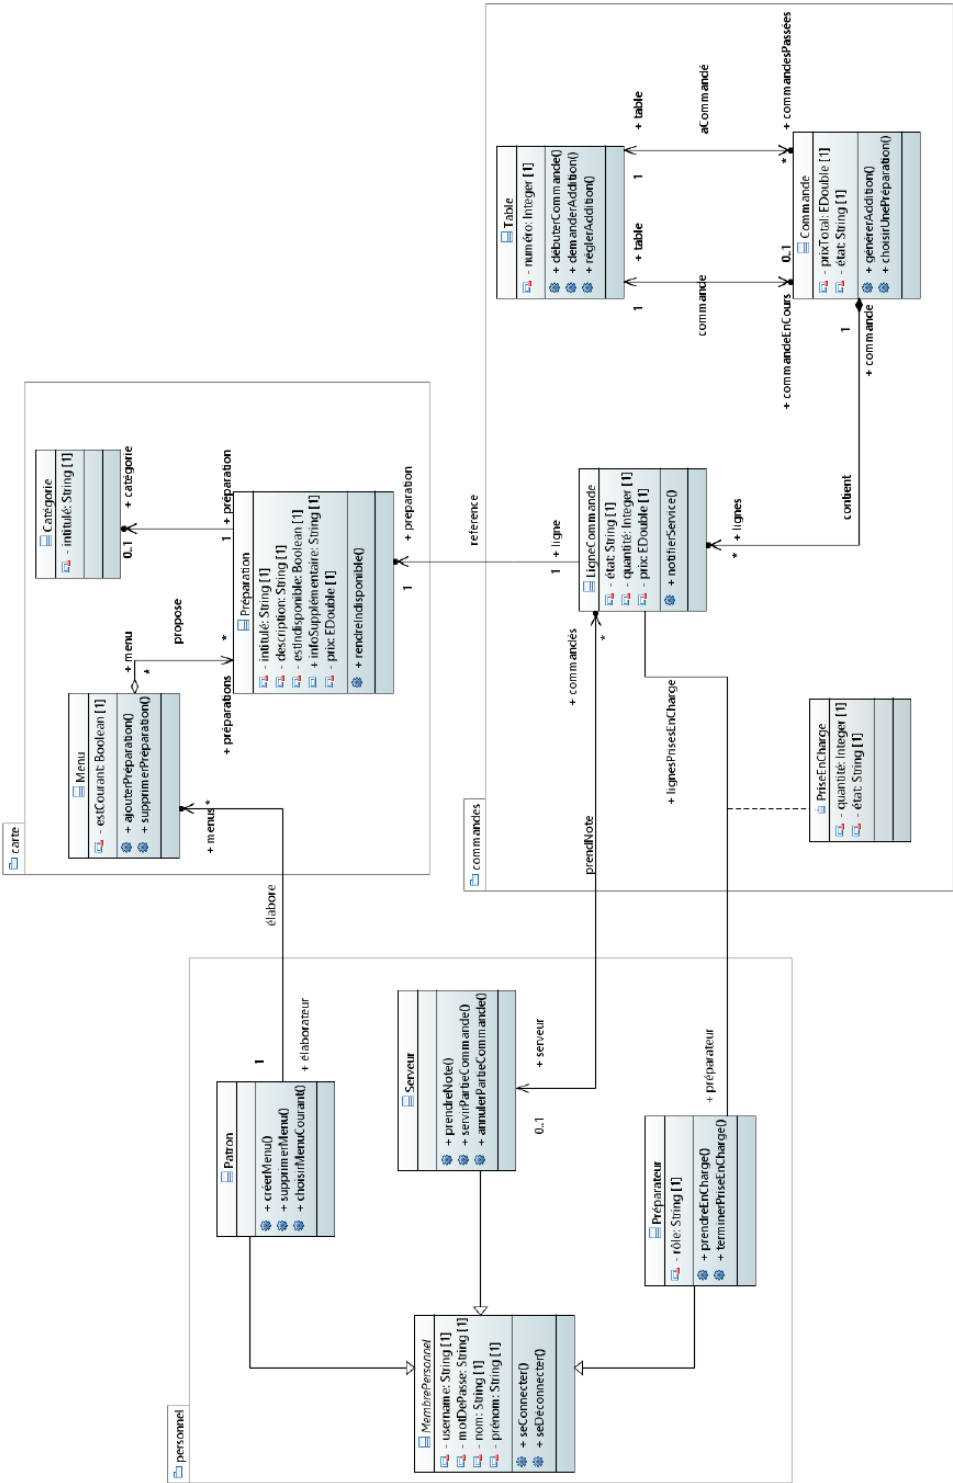 personnel
MembrePersonnel
- username: String [1]
- motDePasse: String [1]
- nom: String [1]
- prénom: String [1]
+ seConnecter()
+ seDéconnecter()
Patron
+ créerMenu()
+ supprimerMenu()
+ choisirMenuCourant()
1
+ élaborateur
élabore
Serveur
+ prendreNote()
+ servirPartieCommande()
+ annulerPartieCommande()
0..1
+ serveur
prendNote
Préparateur
- rôle: String [1]
+ prendreEnCharge()
+ terminerPriseEnCharge()
+ préparateur
carte
Menu
- estCourant: Boolean [1]
+ ajouterPréparation()
+ supprimerPréparation()
+ menus *
+ menu
*
propose
+ préparations
*
Catégorie
- intitulé: String [1]
0..1
+ catégorie
1
+ préparation
Préparation
- intitulé: String [1]
- description: String [1]
- estIndisponible: Boolean [1]
+ infoSupplémentaire: String [1]
- prix: EDouble [1]
+ rendreIndisponible()
1
+ preparation
reference
1
+ ligne
commandes
LigneCommande
- état: String [1]
- quantité: Integer [1]
- prix: EDouble [1]
+ notifierService()
+ commandés
*
+ lignesPrisesEnCharge
PriseEnCharge
- quantité: Integer [1]
- état: String [1]
*
+ lignes
contient
1
+ commande
Table
- numéro: Integer [1]
+ débuterCommande()
+ demanderAddition()
+ réglerAddition()
1
+ table
commande
+ commandeEnCours
0..1
1
+ table
aCommandé
*
+ commandesPassées
Commande
- prixTotal: EDouble [1]
- état: String [1]
+ générerAddition()
+ choisirUnePréparation()